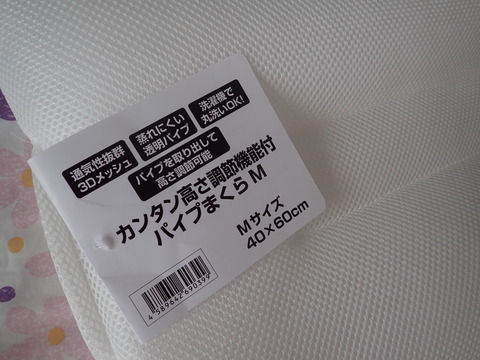 通気性抜群
3Dメッシュ
蒸れにくい
透明パイプ
洗濯機で
丸洗いOK!
パイプを取り出して
高さ調節可能
カンタン高さ調節機能付
パイプまくら M
Mサイズ
40×60cm
4589642690399